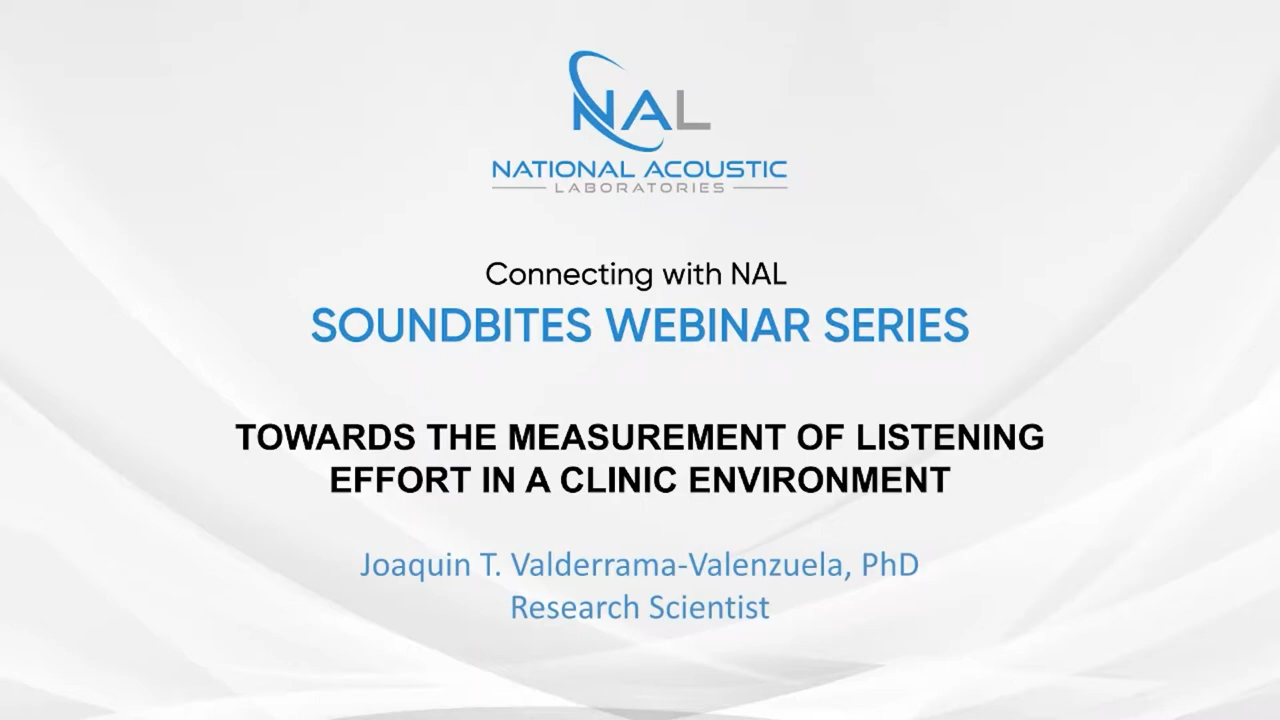 NAL
NATIONAL ACOUSTIC
LABORATORIES
Connecting with NAL
SOUNDBITES WEBINAR SERIES
TOWARDS THE MEASUREMENT OF LISTENING
EFFORT IN A CLINIC ENVIRONMENT
Joaquin T. Valderrama-Valenzuela, PhD
Research Scientist